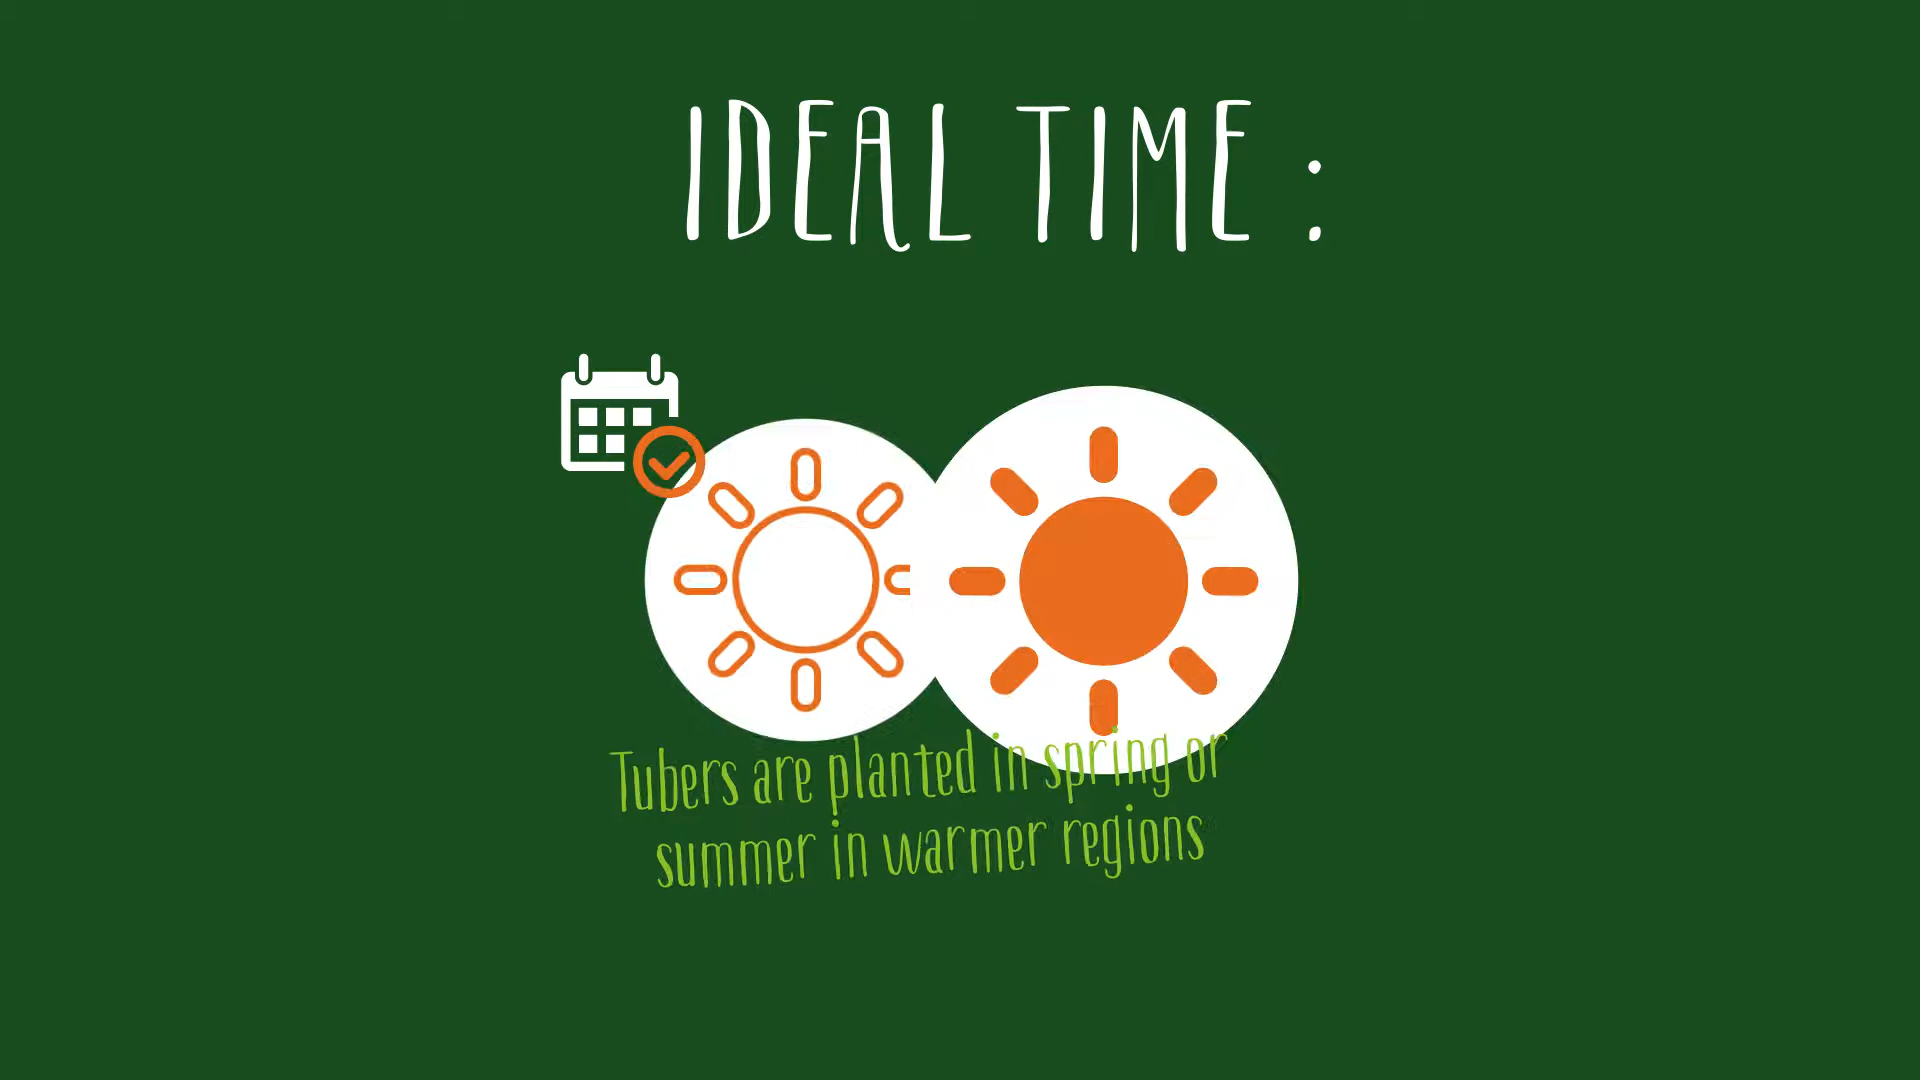 IDEAL TIME :
Tubers are planted in spring or
summer in warmer regions